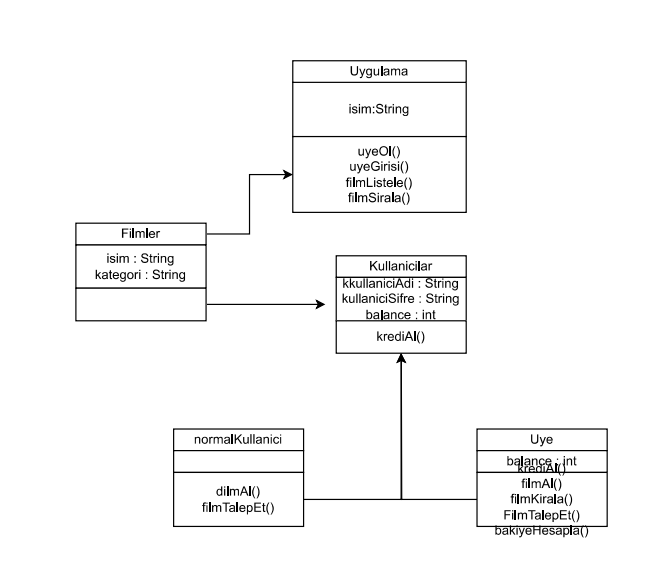 Uygulama
isim:String
uyeOl()
uyeGirisi()
filmListele()
filmSirala()
Filmler
isim : String
kategori : String
Kullanicilar
kkullaniciAdi : String
kullaniciSifre : String
balance : int
krediAl()
normalKullanici
dilmAl()
filmTalepEt()
Uye
balance : int
krediAl()
filmAl()
filmKirala()
FilmTalepEt()
bakiyeHesapla()